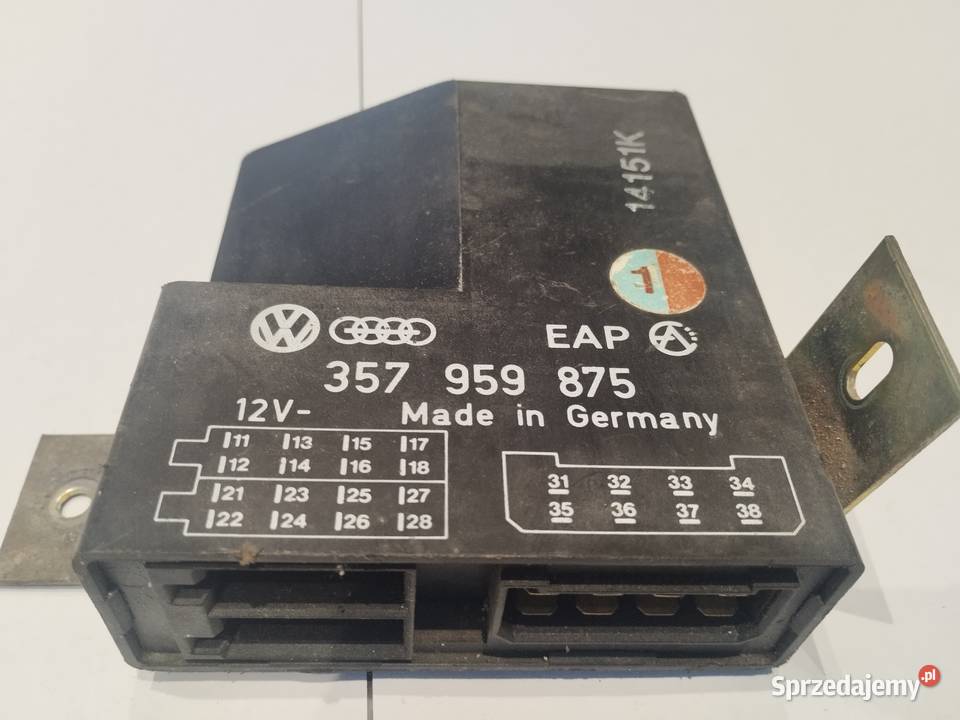 14151K
1
EAP
357 959 875
12V- Made in Germany
11 13 15 17
12 14 16 18
21 23 25 27
22 24 26 28
31 32 33 34
35 36 37 38
Sprzedajemy.pl